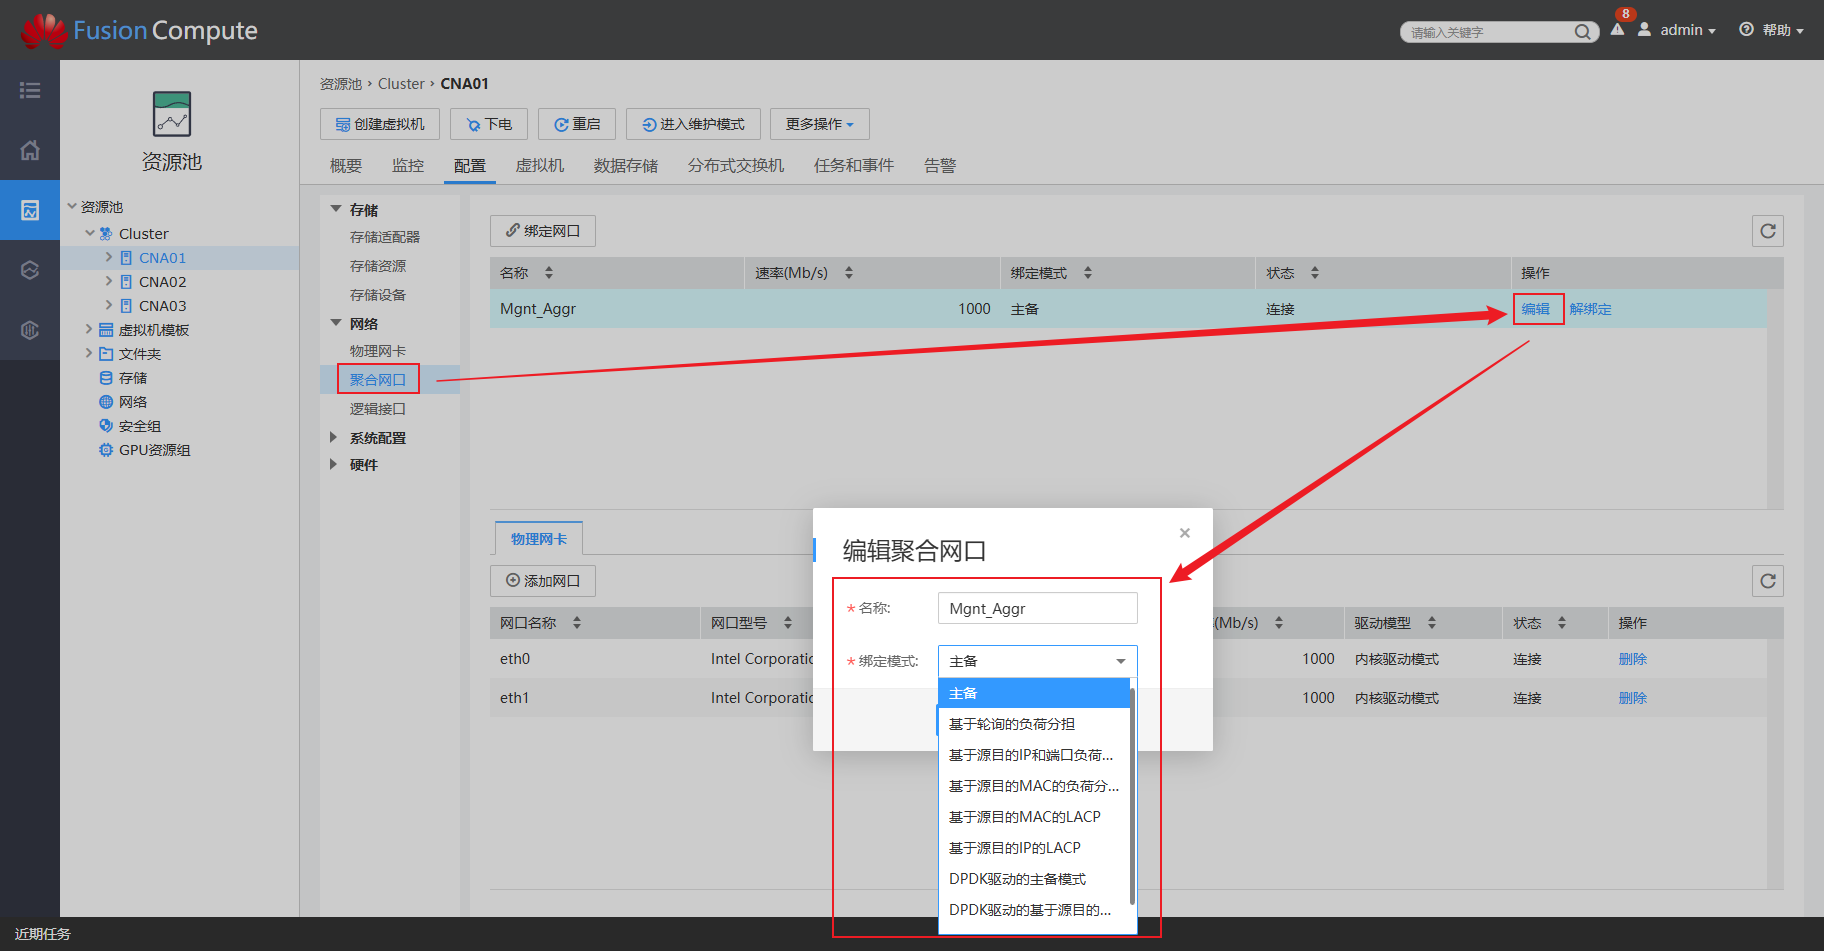 FusionCompute
请输入关键字
8
admin
帮助
资源池
资源池
Cluster
CNA01
CNA02
CNA03
虚拟机模板
文件夹
存储
网络
安全组
GPU资源组
资源池 › Cluster › CNA01
创建虚拟机
下电
重启
进入维护模式
更多操作
概要
监控
配置
虚拟机
数据存储
分布式交换机
任务和事件
告警
存储
存储适配器
存储资源
存储设备
网络
物理网卡
聚合网口
逻辑接口
系统配置
硬件
绑定网口
名称 速率(Mb/s) 绑定模式 状态 操作
Mgnt_Aggr 1000 主备 连接 编辑 解绑定
物理网卡
添加网口
网口名称 网口型号 (Mb/s) 驱动模型 状态 操作
eth0 Intel Corporatic 1000 内核驱动模式 连接 删除
eth1 Intel Corporatic 1000 内核驱动模式 连接 删除
编辑聚合网口
×
* 名称: Mgnt_Aggr
* 绑定模式: 主备
主备
基于轮询的负荷分担
基于源目的IP和端口负荷...
基于源目的MAC的负荷分...
基于源目的MAC的LACP
基于源目的IP的LACP
DPDK驱动的主备模式
DPDK驱动的基于源目的...
近期任务